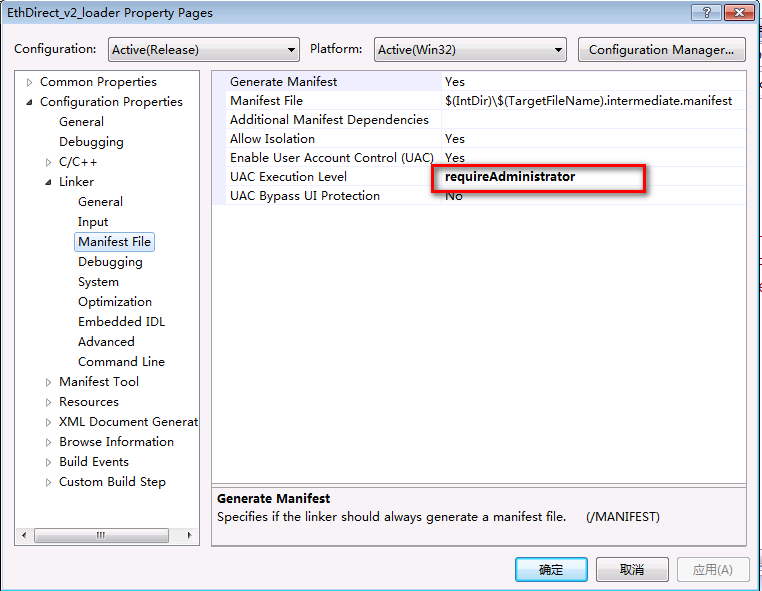 EthDirect_v2_loader Property Pages
Configuration: Active(Release) Platform: Active(Win32) Configuration Manager...
Common Properties
Configuration Properties
General
Debugging
C/C++
Linker
General
Input
Manifest File
Debugging
System
Optimization
Embedded IDL
Advanced
Command Line
Manifest Tool
Resources
XML Document Generat
Browse Information
Build Events
Custom Build Step
Generate Manifest Yes
Manifest File $(IntDir)\$(TargetFileName).intermediate.manifest
Additional Manifest Dependencies
Allow Isolation Yes
Enable User Account Control (UAC) Yes
UAC Execution Level requireAdministrator
UAC Bypass UI Protection No
Generate Manifest
Specifies if the linker should always generate a manifest file. (/MANIFEST)
确定 取消 应用(A)